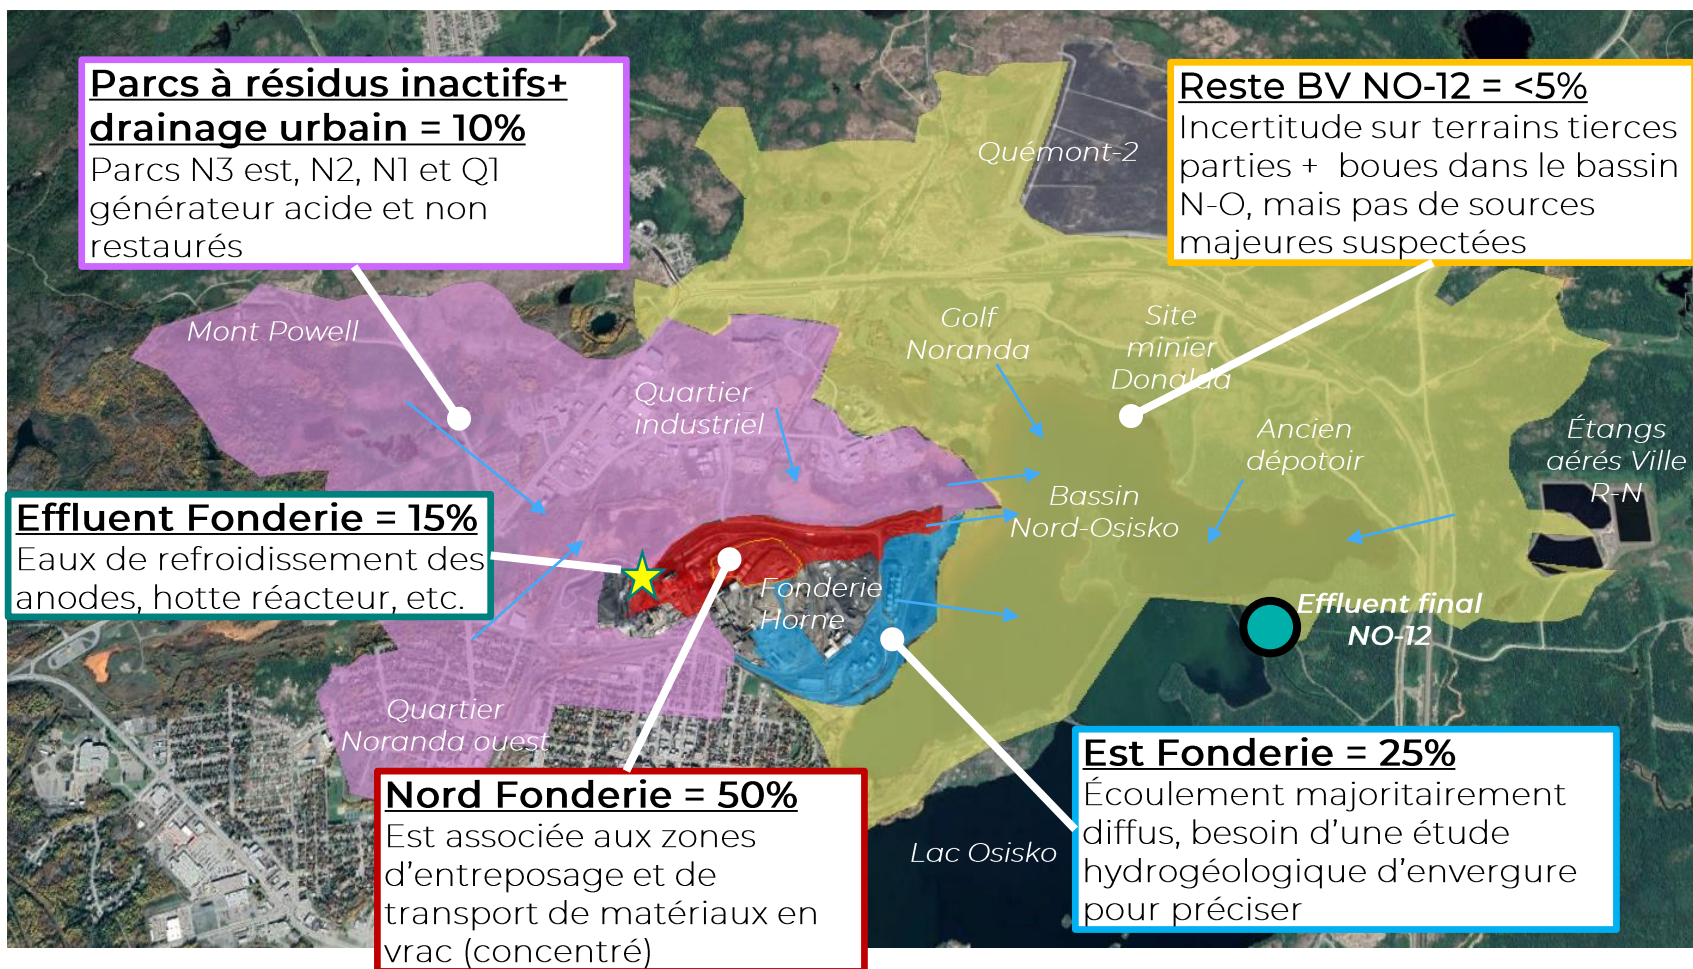 Parcs à résidus inactifs+
drainage urbain = 10%
Parcs N3 est, N2, N1 et Q1
générateur acide et non
restaurés
Reste BV NO-12 = <5%
Incertitude sur terrains tierces
parties + boues dans le bassin
N-O, mais pas de sources
majeures suspectées
Quémont-2
Mont Powell
Golf
Noranda
Site
minier
Donalda
Quartier
industriel
Ancien
dépotoir
Étangs
aérés Ville
R-N
Bassin
Nord-Osisko
Effluent Fonderie = 15%
Eaux de refroidissement des
anodes, hotte réacteur, etc.
Fonderie
Horne
Effluent final
NO-12
Quartier
Noranda ouest
Nord Fonderie = 50%
Est associée aux zones
d'entreposage et de
transport de matériaux en
vrac (concentré)
Lac Osisko
Est Fonderie = 25%
Écoulement majoritairement
diffus, besoin d'une étude
hydrogéologique d'envergure
pour préciser